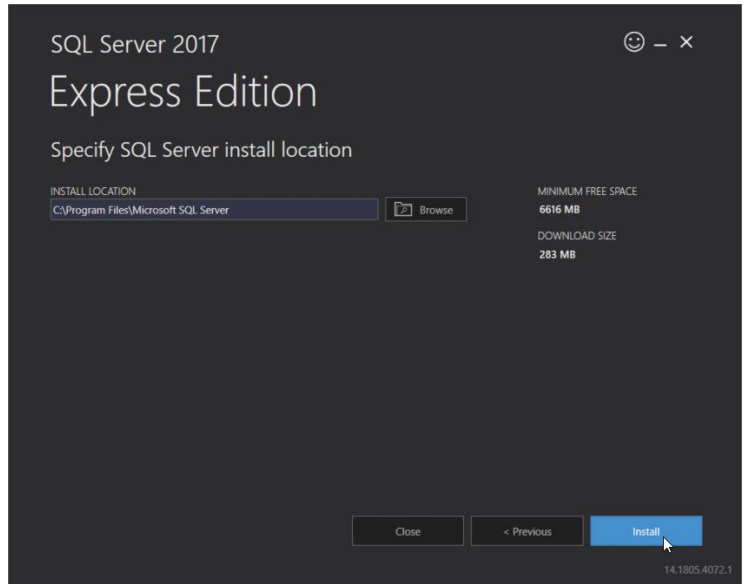 SQL Server 2017
Express Edition
Specify SQL Server install location
INSTALL LOCATION
C:\Program Files\Microsoft SQL Server
Browse
MINIMUM FREE SPACE
6616 MB
DOWNLOAD SIZE
283 MB
Close
< Previous
Install
14.1805.4072.1